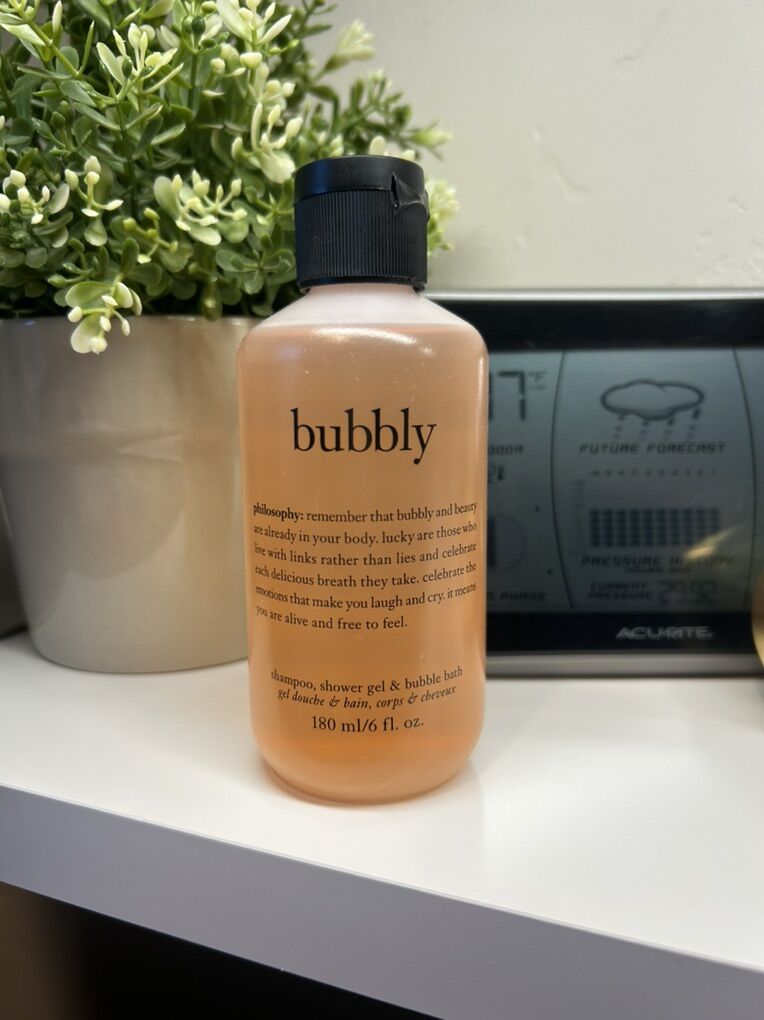 bubbly
philosophy: remember that bubbly and beauty
are already in your body. lucky are those who
live with links rather than lies and celebrate
each delicious breath they take. celebrate the
emotions that make you laugh and cry. it means
you are alive and free to feel.
shampoo, shower gel & bubble bath
gel douche & bain, corps & cheveux
180 ml/6 fl. oz.
FUTURE FORECAST
PRESSURE HISTORY
CURRENT
PRESSURE
PHASE
ACURITE